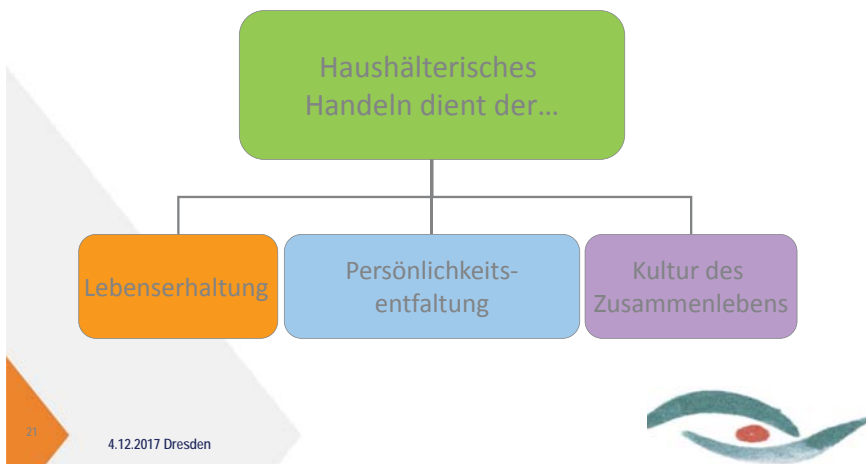 Haushälterisches
Handeln dient der…
Lebenserhaltung
Persönlichkeits-
entfaltung
Kultur des
Zusammenlebens
21
4.12.2017 Dresden